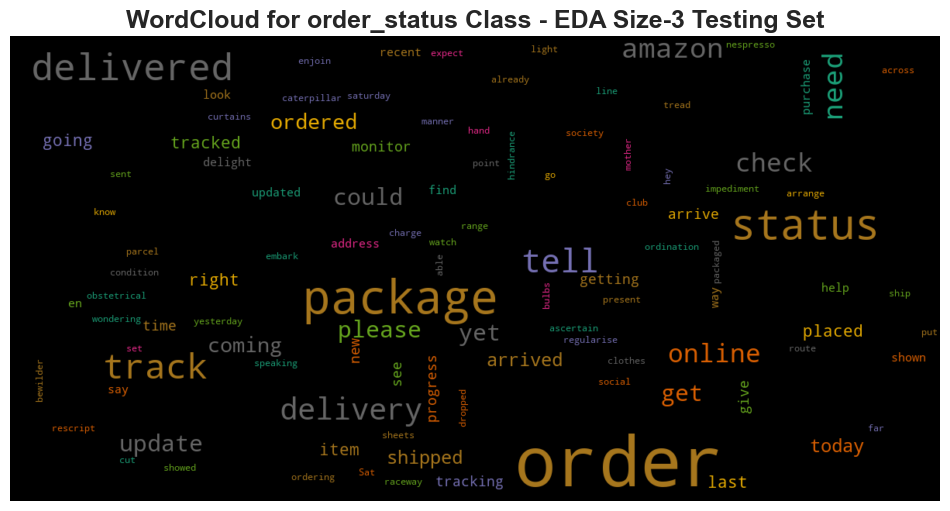 WordCloud for order_status Class - EDA Size-3 Testing Set
delivered
enjoin
recent
expect
light
amazon
nespresso
look
caterpillar
saturday
already
line
purchase
need
across
curtains
ordered
manner
hand
tread
going
tracked
delight
monitor
point
hindrance
society
mother
check
sent
updated
could
find
go
hey
impediment
arrange
know
address
charge
range
club
arrive
status
parcel
condition
embark
watch
able
tell
ordination
packaged
right
package
getting
bulbs
present
way
help
ship
en
obstetrical
wondering
time
yesterday
please
yet
ascertain
regularise
placed
put
set
coming
new
arrived
clothes
online
route
shown
bewilder
track
say
speaking
see
progress
dropped
social
get
give
rescript
update
delivery
sheets
item
shipped
order
today
far
cut
showed
ordering
Sat
raceway
tracking
last